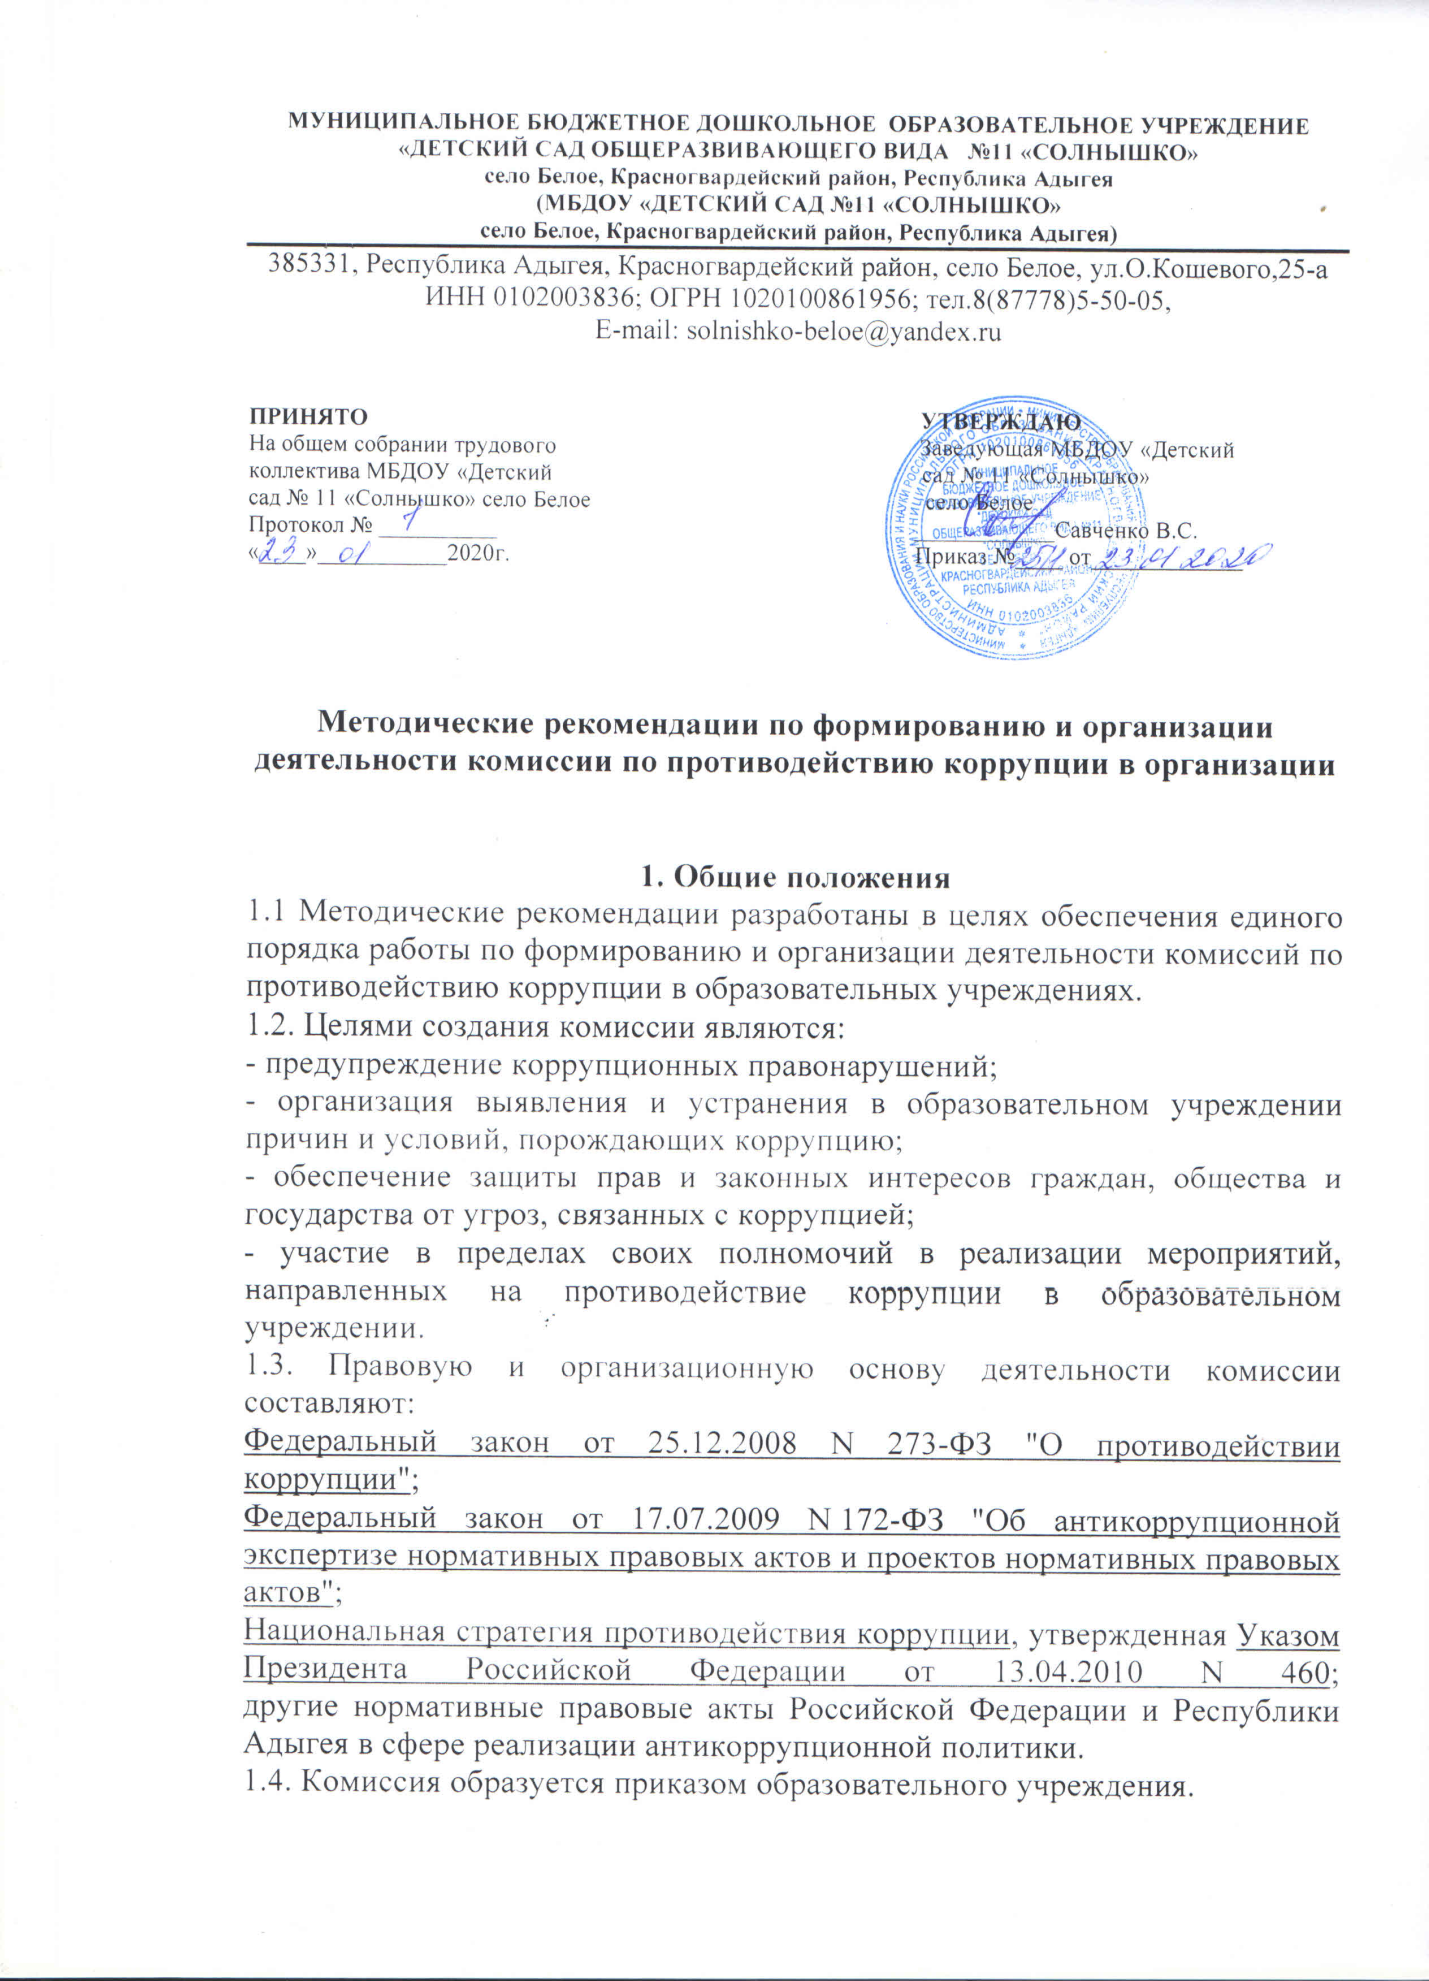 МУНИЦИПАЛЬНОЕ БЮДЖЕТНОЕ ДОШКОЛЬНОЕ ОБРАЗОВАТЕЛЬНОЕ УЧРЕЖДЕНИЕ
«ДЕТСКИЙ САД ОБЩЕРАЗВИВАЮЩЕГО ВИДА №11 «СОЛНЫШКО»
село Белое, Красногвардейский район, Республика Адыгея
(МБДОУ «ДЕТСКИЙ САД №11 «СОЛНЫШКО»
село Белое, Красногвардейский район, Республика Адыгея)
385331, Республика Адыгея, Красногвардейский район, село Белое, ул.О.Кошевого,25-а
ИНН 0102003836; ОГРН 1020100861956; тел.8(87778)5-50-05,
E-mail: solnishko-beloe@yandex.ru
ПРИНЯТО
На общем собрании трудового
коллектива МБДОУ «Детский
сад № 11 «Солнышко» село Белое
Протокол № 1
«23» 01 2020г.
УТВЕРЖДАЮ
Заведующая МБДОУ «Детский
сад № 11 «Солнышко»
село Белое
Савченко В.С.
Приказ № от 23 01 2020
КРАСНОГВАРДЕЙСКИЙ РАЙОН
РЕСПУБЛИКА АДЫГЕЯ
ИНН 0102003836
Методические рекомендации по формированию и организации
деятельности комиссии по противодействию коррупции в организации
1. Общие положения
1.1 Методические рекомендации разработаны в целях обеспечения единого
порядка работы по формированию и организации деятельности комиссий по
противодействию коррупции в образовательных учреждениях.
1.2. Целями создания комиссии являются:
- предупреждение коррупционных правонарушений;
- организация выявления и устранения в образовательном учреждении
причин и условий, порождающих коррупцию;
- обеспечение защиты прав и законных интересов граждан, общества и
государства от угроз, связанных с коррупцией;
- участие в пределах своих полномочий в реализации мероприятий,
направленных на противодействие коррупции в образовательном
учреждении.
1.3. Правовую и организационную основу деятельности комиссии
составляют:
Федеральный закон от 25.12.2008 N 273-ФЗ "О противодействии
коррупции";
Федеральный закон от 17.07.2009 N 172-ФЗ "Об антикоррупционной
экспертизе нормативных правовых актов и проектов нормативных правовых
актов";
Национальная стратегия противодействия коррупции, утвержденная Указом
Президента Российской Федерации от 13.04.2010 N 460;
другие нормативные правовые акты Российской Федерации и Республики
Адыгея в сфере реализации антикоррупционной политики.
1.4. Комиссия образуется приказом образовательного учреждения.